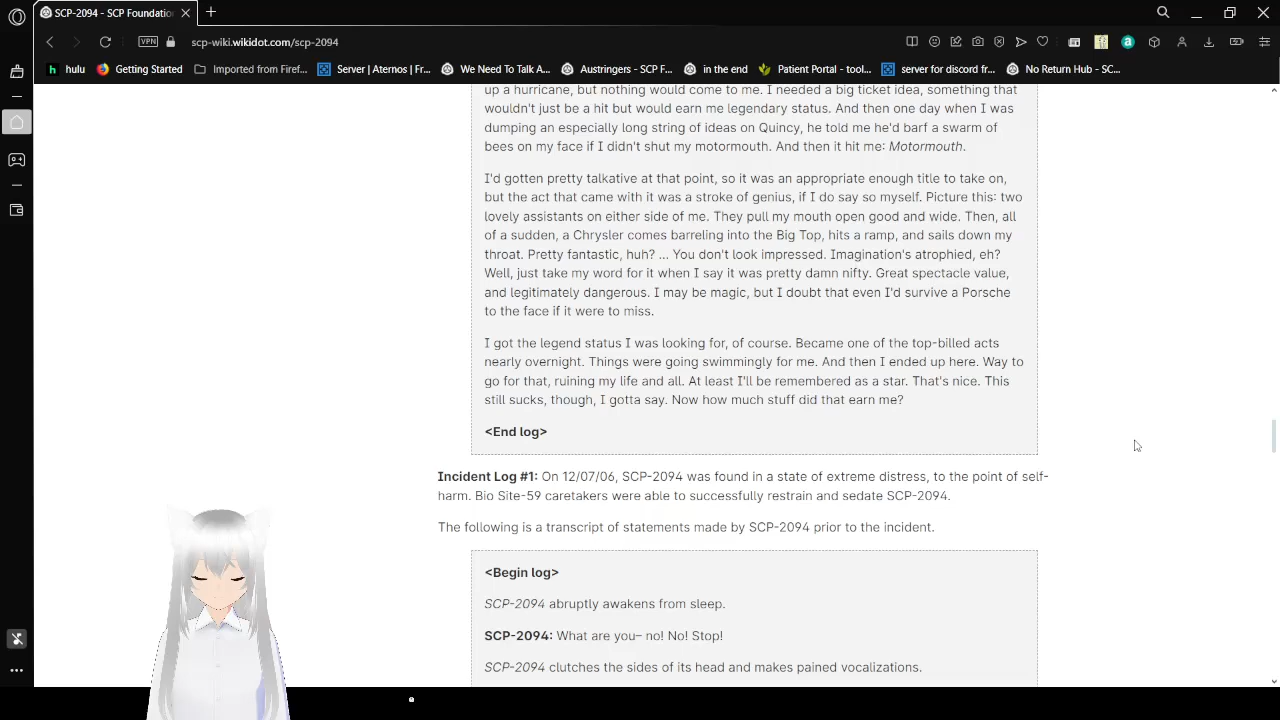 SCP-2094 - SCP Foundatio
scp-wiki.wikidot.com/scp-2094
VPN
hulu
Getting Started
Imported from Firef...
Server | Aternos | Fr...
We Need To Talk A...
Austringers - SCP F...
in the end
Patient Portal - tool...
server for discord fr...
No Return Hub - SC...
up a hurricane, but nothing would come to me. I needed a big ticket idea, something that
wouldn't just be a hit but would earn me legendary status. And then one day when I was
dumping an especially long string of ideas on Quincy, he told me he'd barf a swarm of
bees on my face if I didn't shut my motormouth. And then it hit me: Motormouth.
I'd gotten pretty talkative at that point, so it was an appropriate enough title to take on,
but the act that came with it was a stroke of genius, if I do say so myself. Picture this: two
lovely assistants on either side of me. They pull my mouth open good and wide. Then, all
of a sudden, a Chrysler comes barreling into the Big Top, hits a ramp, and sails down my
throat. Pretty fantastic, huh? ... You don't look impressed. Imagination's atrophied, eh?
Well, just take my word for it when I say it was pretty damn nifty. Great spectacle value,
and legitimately dangerous. I may be magic, but I doubt that even I'd survive a Porsche
to the face if it were to miss.
I got the legend status I was looking for, of course. Became one of the top-billed acts
nearly overnight. Things were going swimmingly for me. And then I ended up here. Way to
go for that, ruining my life and all. At least I'll be remembered as a star. That's nice. This
still sucks, though, I gotta say. Now how much stuff did that earn me?
<End log>
Incident Log #1: On 12/07/06, SCP-2094 was found in a state of extreme distress, to the point of self-
harm. Bio Site-59 caretakers were able to successfully restrain and sedate SCP-2094.
The following is a transcript of statements made by SCP-2094 prior to the incident.
<Begin log>
SCP-2094 abruptly awakens from sleep.
SCP-2094: What are you– no! No! Stop!
SCP-2094 clutches the sides of its head and makes pained vocalizations.